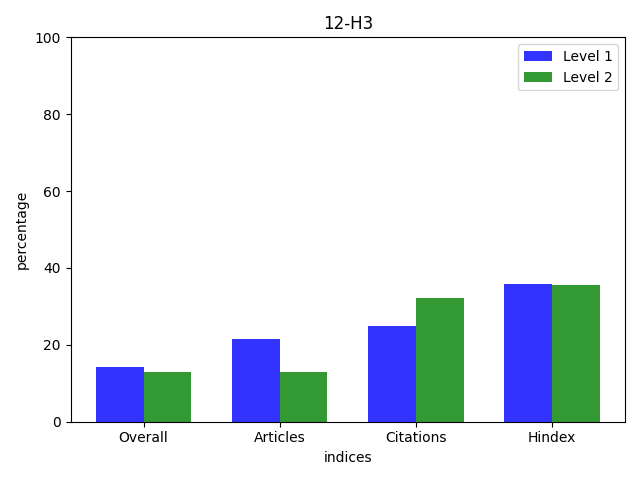 12-H3
100
80
60
40
20
0
percentage
Level 1
Level 2
Overall Articles Citations Hindex
indices